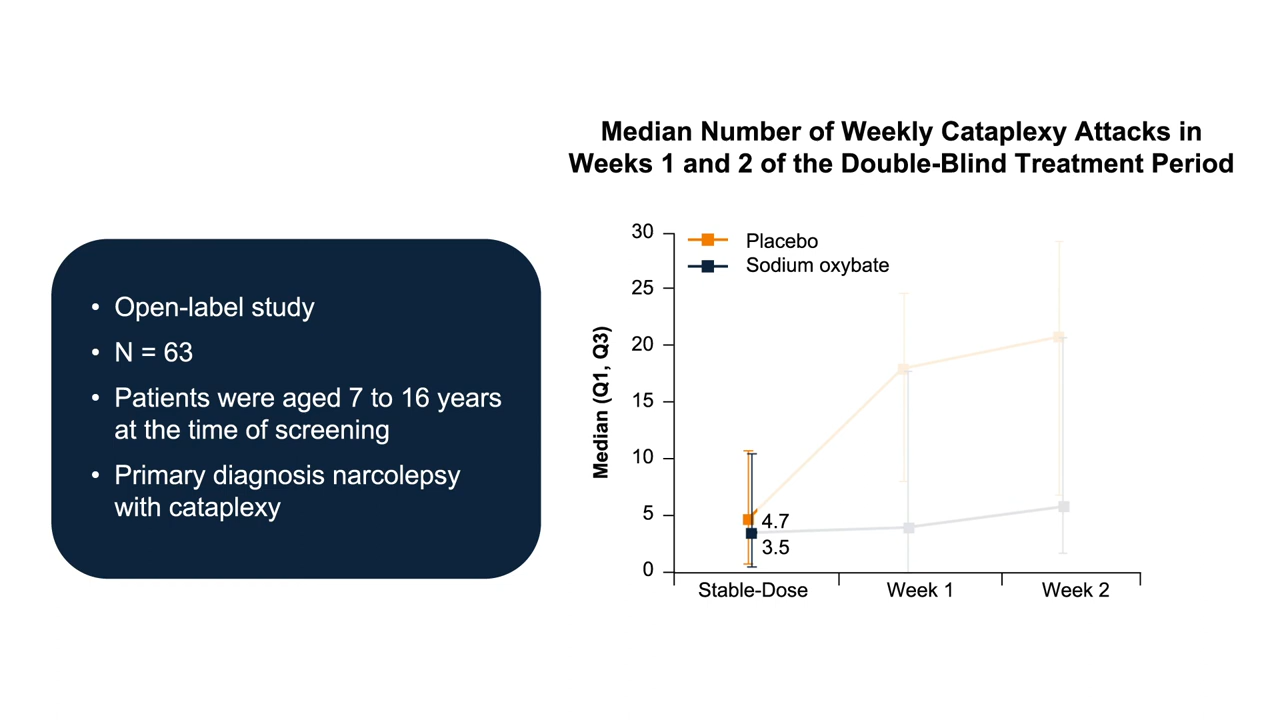 Median Number of Weekly Cataplexy Attacks in
Weeks 1 and 2 of the Double-Blind Treatment Period
• Open-label study
• N = 63
• Patients were aged 7 to 16 years
at the time of screening
• Primary diagnosis narcolepsy
with cataplexy
Placebo
Sodium oxybate
Median (Q1, Q3)
30
25
20
15
10
5
0
4.7
3.5
Stable-Dose
Week 1
Week 2